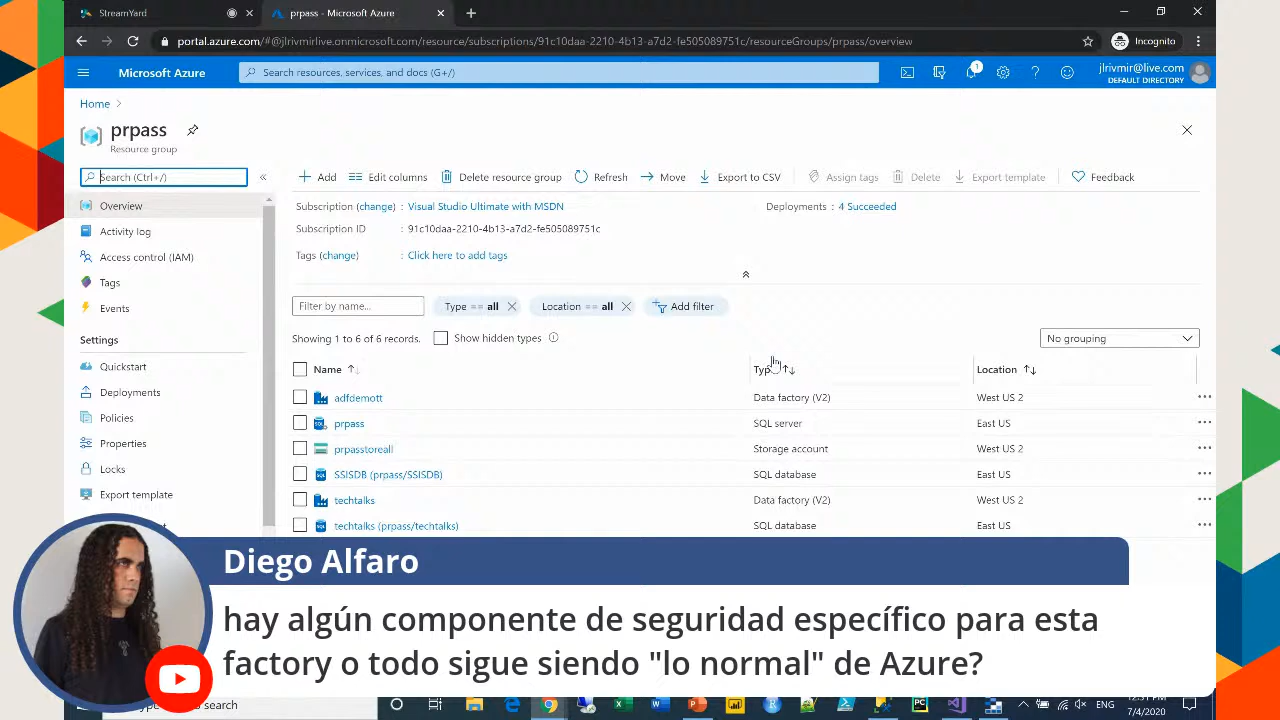 StreamYard
prpass - Microsoft Azure
portal.azure.com/#@jlrivmirlive.onmicrosoft.com/resource/subscriptions/91c10daa-2210-4b13-a7d2-fe505089751c/resourceGroups/prpass/overview
Incognito
Microsoft Azure
Search resources, services, and docs (G+/)
1
jlrivmir@live.com
DEFAULT DIRECTORY
Home
prpass
Resource group
Search (Ctrl+/)
Overview
Activity log
Access control (IAM)
Tags
Events
Settings
Quickstart
Deployments
Policies
Properties
Locks
Export template
Add Edit columns Delete resource group Refresh Move Export to CSV Assign tags Delete Export template Feedback
Subscription (change) : Visual Studio Ultimate with MSDN Deployments : 4 Succeeded
Subscription ID : 91c10daa-2210-4b13-a7d2-fe505089751c
Tags (change) : Click here to add tags
Filter by name... Type == all Location == all Add filter
Showing 1 to 6 of 6 records. Show hidden types No grouping
Name Type Location
adfdemott Data factory (V2) West US 2
prpass SQL server East US
prpasstoreall Storage account West US 2
SSISDB (prpass/SSISDB) SQL database East US
techtalks Data factory (V2) West US 2
techtalks (prpass/techtalks) SQL database East US
Diego Alfaro
hay algún componente de seguridad específico para esta
factory o todo sigue siendo "lo normal" de Azure?
ENG
7/4/2020